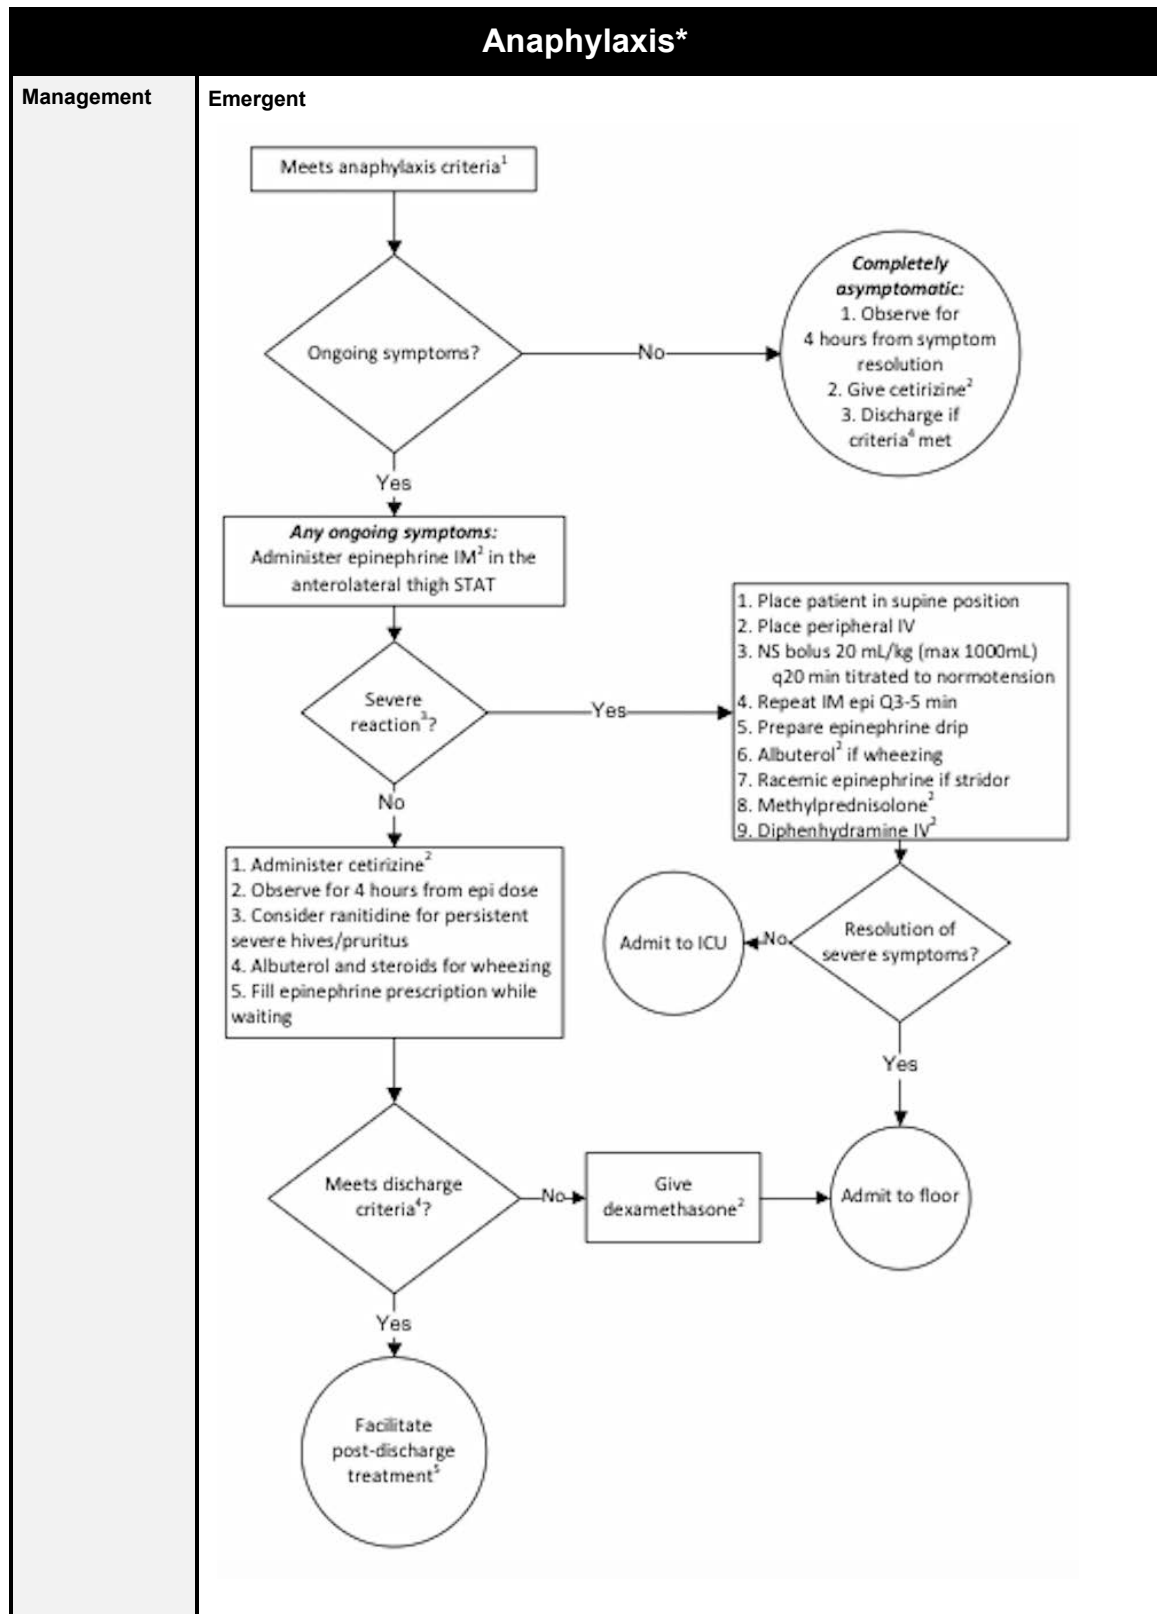 Anaphylaxis*
Management
Emergent
Meets anaphylaxis criteria¹
Ongoing symptoms?
No
Completely
asymptomatic:
1. Observe for
4 hours from symptom
resolution
2. Give cetirizine²
3. Discharge if
criteria⁴ met
Yes
Any ongoing symptoms:
Administer epinephrine IM² in the
anterolateral thigh STAT
Severe
reaction³?
Yes
1. Place patient in supine position
2. Place peripheral IV
3. NS bolus 20 mL/kg (max 1000mL)
q20 min titrated to normotension
4. Repeat IM epi Q3-5 min
5. Prepare epinephrine drip
6. Albuterol² if wheezing
7. Racemic epinephrine if stridor
8. Methylprednisolone²
9. Diphenhydramine IV²
No
1. Administer cetirizine²
2. Observe for 4 hours from epi dose
3. Consider ranitidine for persistent
severe hives/pruritus
4. Albuterol and steroids for wheezing
5. Fill epinephrine prescription while
waiting
Resolution of
severe symptoms?
No
Admit to ICU
Yes
Meets discharge
criteria⁴?
No
Give
dexamethasone²
Admit to floor
Yes
Facilitate
post-discharge
treatment⁵